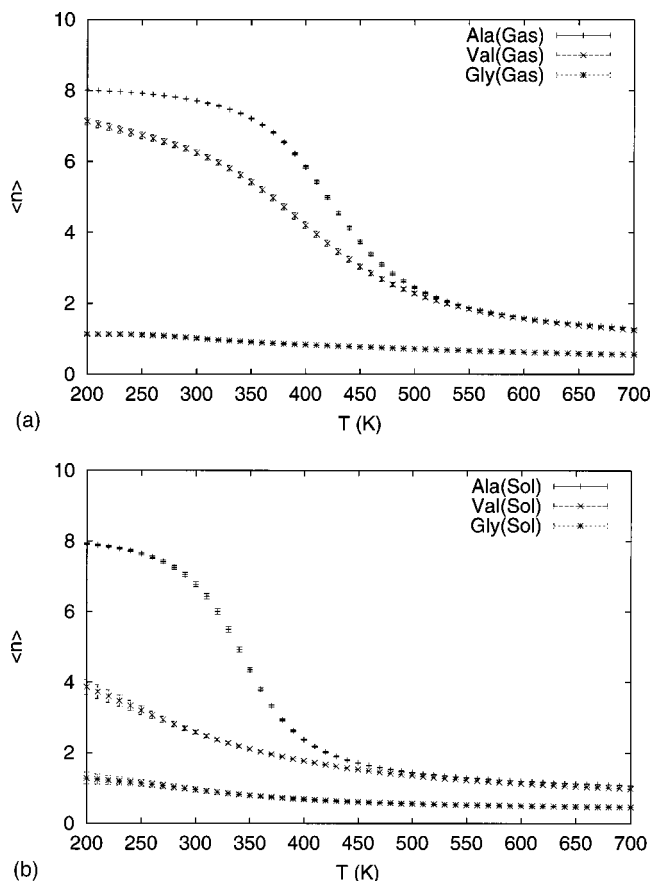 10
8
6
4
2
0
<n>
Ala(Gas)
Val(Gas)
Gly(Gas)
200 250 300 350 400 450 500 550 600 650 700
T (K)
(a)
10
8
6
4
2
0
<n>
Ala(Sol)
Val(Sol)
Gly(Sol)
200 250 300 350 400 450 500 550 600 650 700
T (K)
(b)